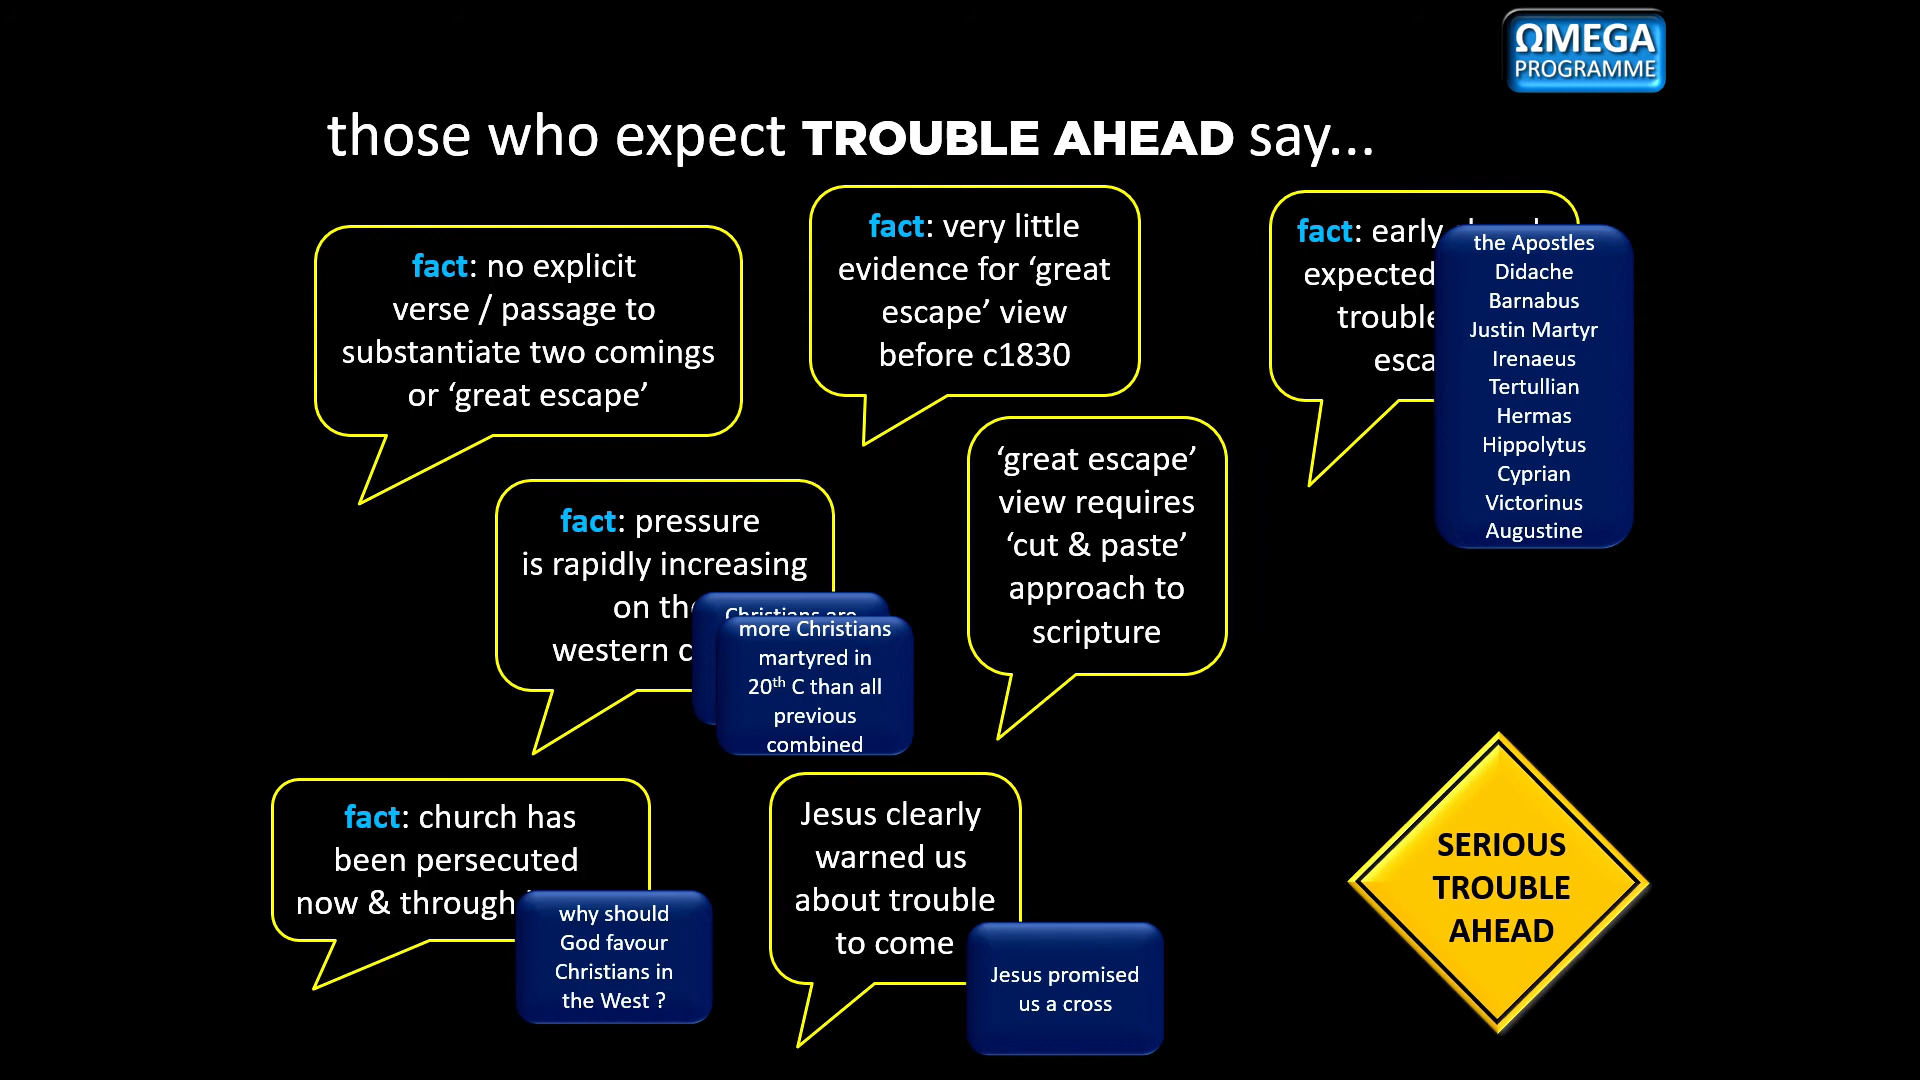 ΩMEGA
PROGRAMME
those who expect TROUBLE AHEAD say...
fact: no explicit
verse / passage to
substantiate two comings
or ‘great escape’
fact: very little
evidence for ‘great
escape’ view
before c1830
fact: early
expected
trouble
the Apostles
Didache
Barnabus
Justin Martyr
Irenaeus
Tertullian
Hermas
Hippolytus
Cyprian
Victorinus
Augustine
fact: pressure
is rapidly increasing
on the
western
Christians are
more Christians
martyred in
20th C than all
previous
combined
‘great escape’
view requires
‘cut & paste’
approach to
scripture
fact: church has
been persecuted
now & through
why should
God favour
Christians in
the West ?
Jesus clearly
warned us
about trouble
to come
Jesus promised
us a cross
SERIOUS
TROUBLE
AHEAD